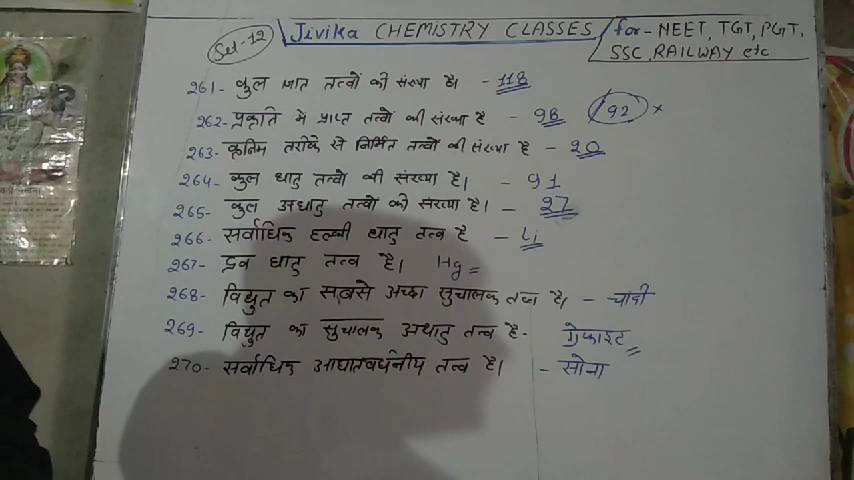 Set-12
Jivika CHEMISTRY CLASSES
for- NEET, TGT, PGT,
SSC, RAILWAY etc
261- कुल ज्ञात तत्वों की संख्या है। - 118
262- प्रकृति में प्राप्त तत्वों की संख्या है - 98 92 ×
263- कृत्रिम तरीके से निर्मित तत्वों की संख्या है - 20
264- कुल धातु तत्वों की संख्या है। - 91
265- कुल अधातु तत्वों की संख्या है। - 27
266- सर्वाधिक हल्की धातु तत्व है - Li
267- द्रव धातु तत्व है। Hg
268- विद्युत का सबसे अच्छा सुचालक तत्व है। - चांदी
269- विद्युत का सुचालक अधातु तत्व है- ग्रेफाइट
270- सर्वाधिक आघातवर्धनीय तत्व है। - सोना